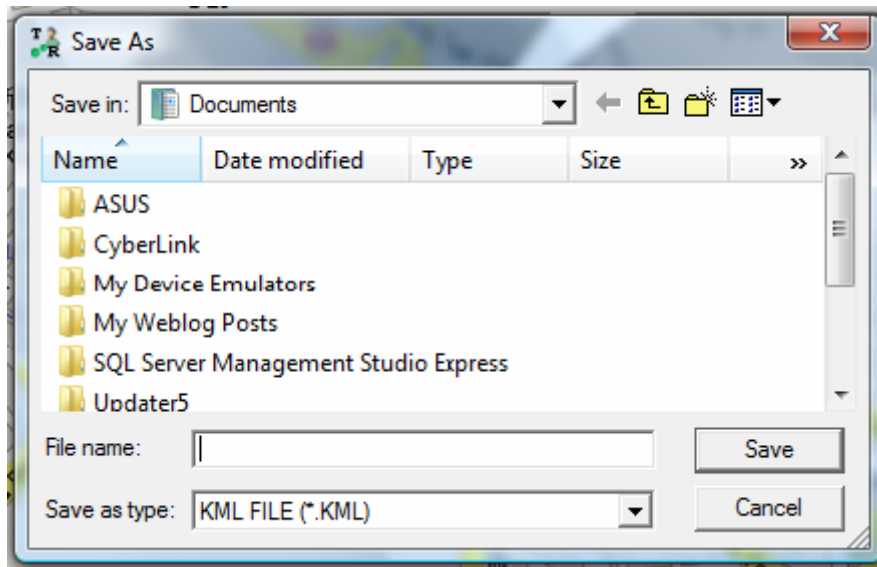 T R Save As
Save in: Documents
Name Date modified Type Size »
ASUS
CyberLink
My Device Emulators
My Weblog Posts
SQL Server Management Studio Express
Updater5
File name: Save
Save as type: KML FILE (*.KML) Cancel